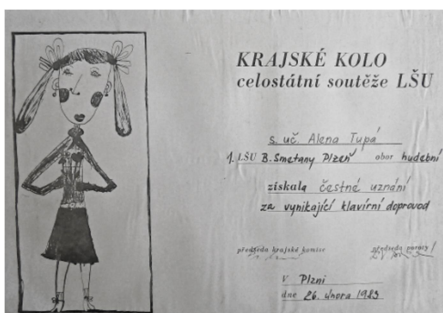 KRAJSKÉ KOLO
celostátní soutěže LŠU
s. uč. Alena Tupá
1. LŠU B. Smetany Plzeň obor hudební
získala čestné uznání
za vynikající klavírní doprovod
předseda krajské komise předseda poroty
V Plzni
dne 26. února 1983